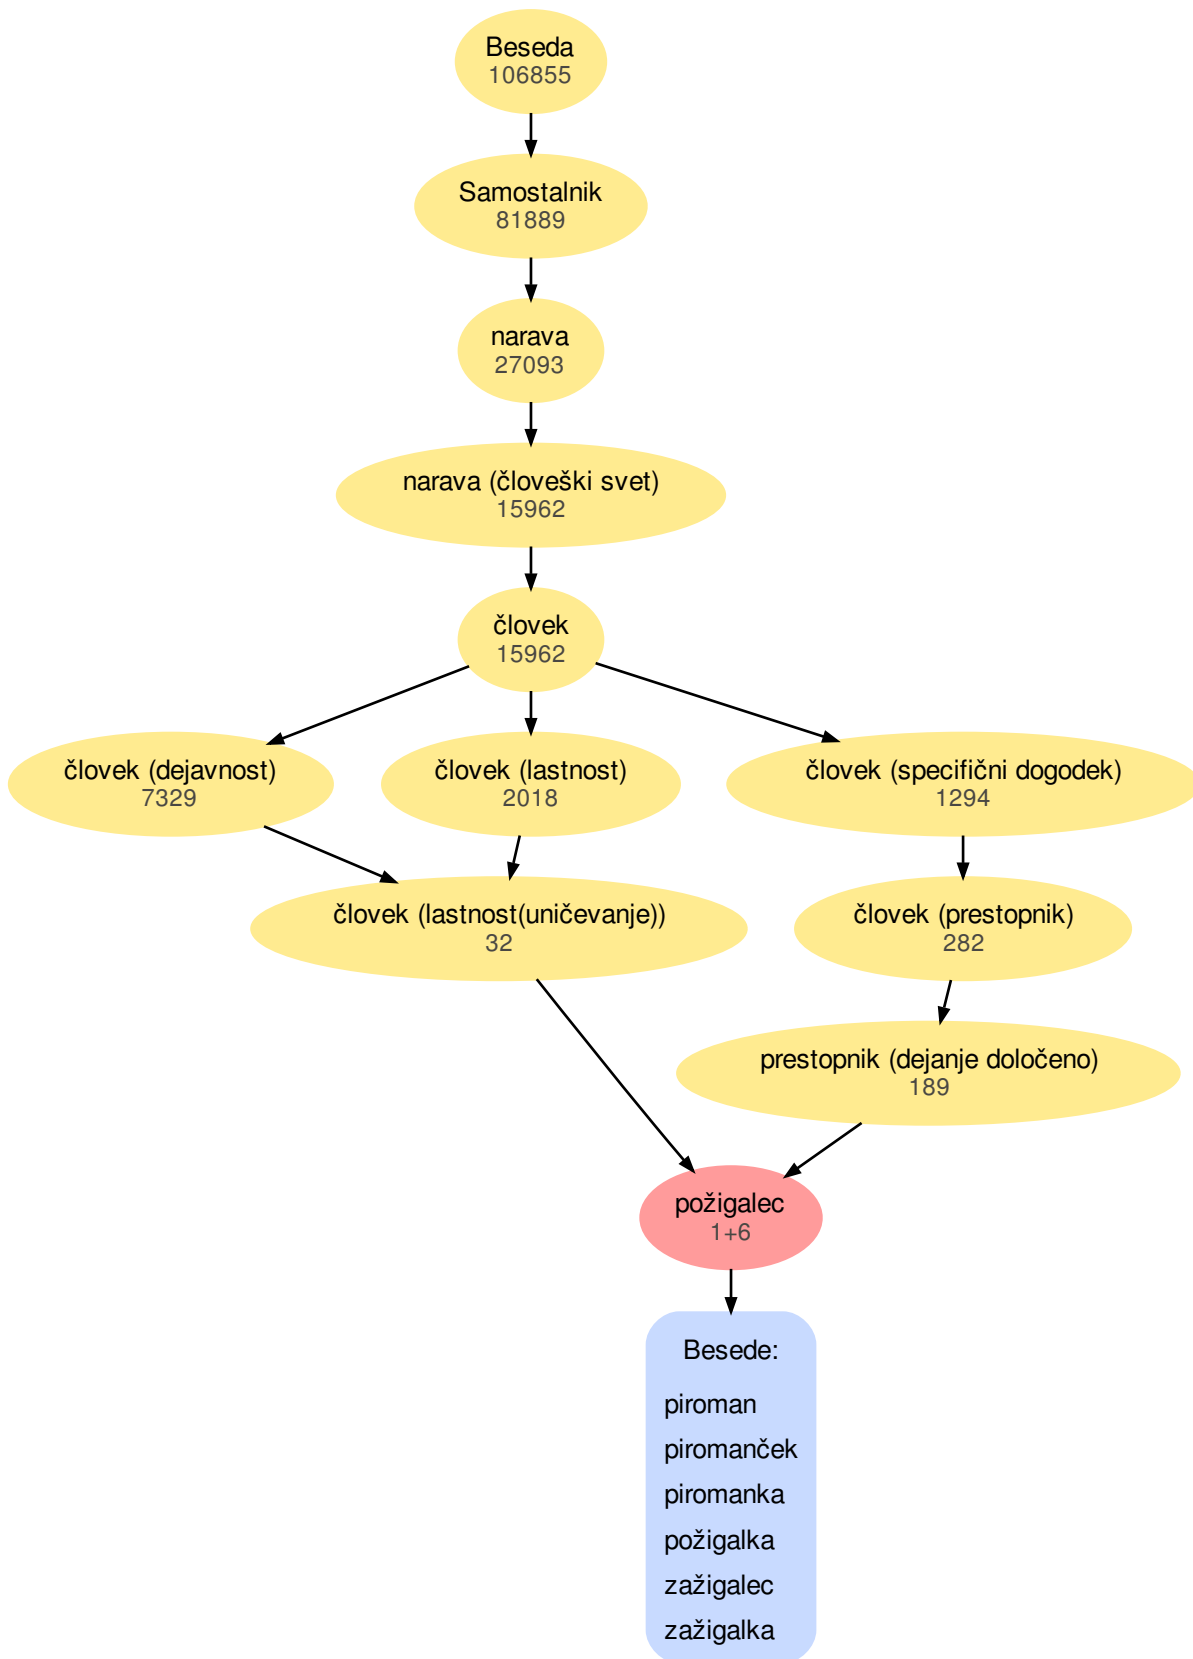 Beseda
106855
Samostalnik
81889
narava
27093
narava (človeški svet)
15962
človek
15962
človek (dejavnost)
7329
človek (lastnost)
2018
človek (specifični dogodek)
1294
človek (lastnost(uničevanje))
32
človek (prestopnik)
282
prestopnik (dejanje določeno)
189
požigalec
1+6
Besede:
piroman
piromanček
piromanka
požigalka
zažigalec
zažigalka